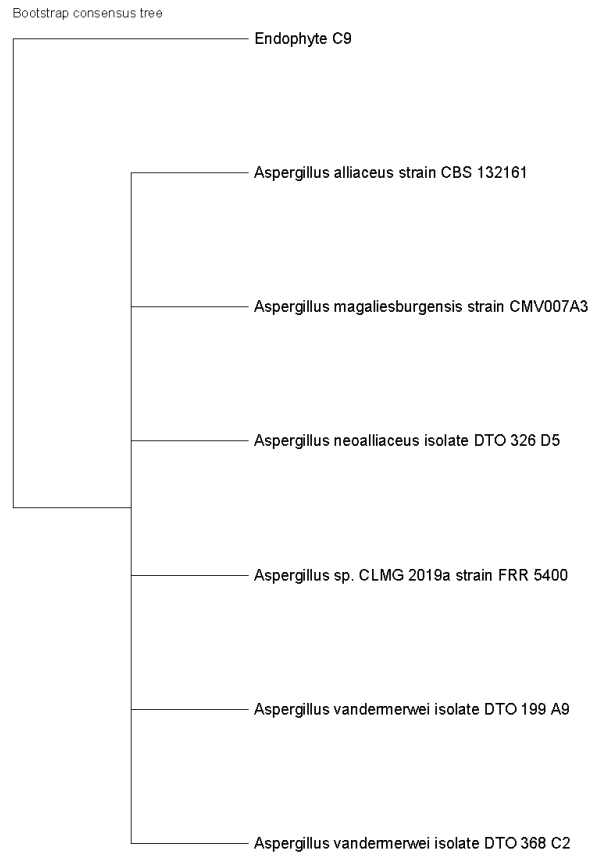 Bootstrap consensus tree
Endophyte C9
Aspergillus alliaceus strain CBS 132161
Aspergillus magaliesburgensis strain CMV007A3
Aspergillus neoalliaceus isolate DTO 326 D5
Aspergillus sp. CLMG 2019a strain FRR 5400
Aspergillus vandermerwei isolate DTO 199 A9
Aspergillus vandermerwei isolate DTO 368 C2